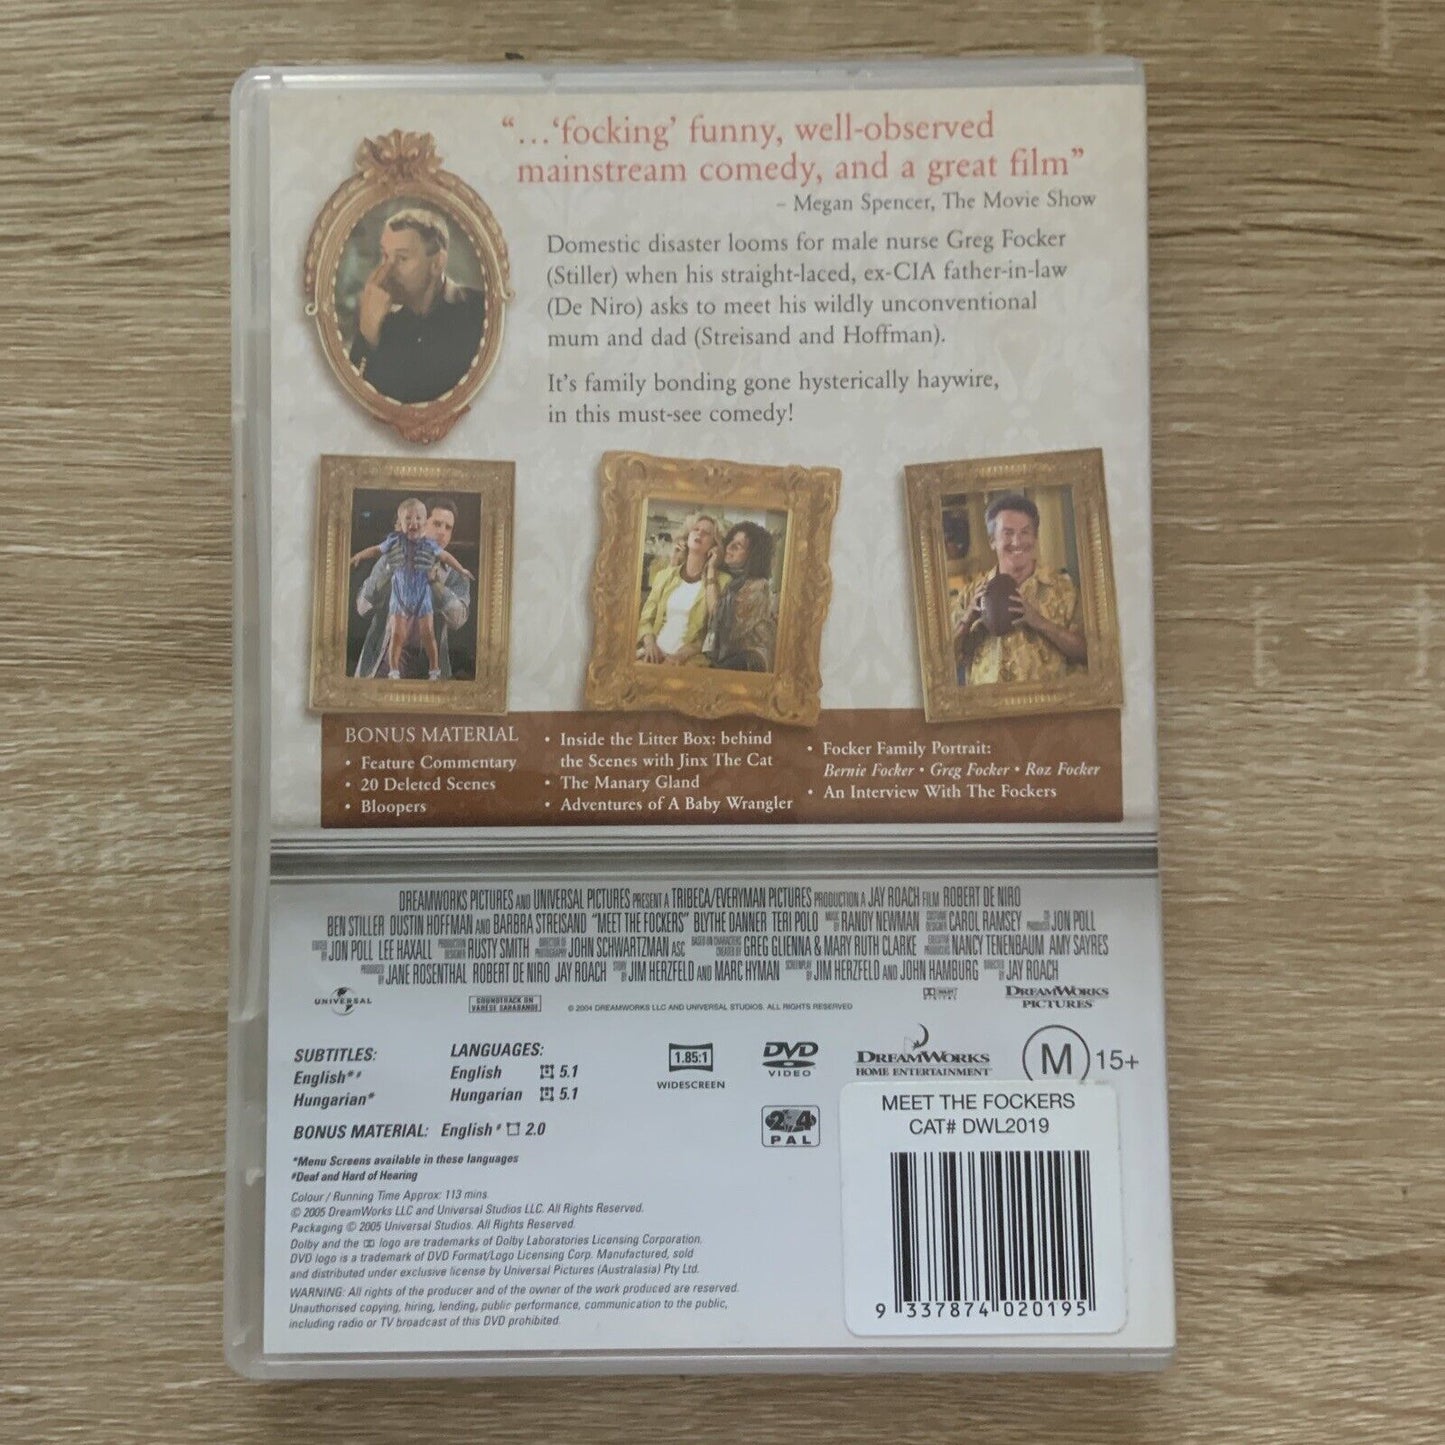 “...‘focking’ funny, well-observed
mainstream comedy, and a great film”
– Megan Spencer, The Movie Show
Domestic disaster looms for male nurse Greg Focker
(Stiller) when his straight-laced, ex-CIA father-in-law
(De Niro) asks to meet his wildly unconventional
mum and dad (Streisand and Hoffman).
It's family bonding gone hysterically haywire,
in this must-see comedy!
BONUS MATERIAL
• Feature Commentary
• 20 Deleted Scenes
• Bloopers
• Inside the Litter Box: behind
the Scenes with Jinx The Cat
• The Manary Gland
• Adventures of A Baby Wrangler
• Focker Family Portrait:
Bernie Focker • Greg Focker • Roz Focker
• An Interview With The Fockers
DREAMWORKS PICTURES AND UNIVERSAL PICTURES PRESENT A TRIBECA/EVERYMAN PICTURES PRODUCTION A JAY ROACH FILM ROBERT DE NIRO
BEN STILLER DUSTIN HOFFMAN AND BARBRA STREISAND “MEET THE FOCKERS” BLYTHE DANNER TERI POLO MUSIC BY RANDY NEWMAN COSTUME DESIGNER CAROL RAMSEY CO PRODUCER JON POLL
EDITED BY JON POLL LEE HAXALL PRODUCTION DESIGNER RUSTY SMITH DIRECTOR OF PHOTOGRAPHY JOHN SCHWARTZMAN ASC BASED ON CHARACTERS CREATED BY GREG GLIENNA & MARY RUTH CLARKE EXECUTIVE PRODUCERS NANCY TENENBAUM AMY SAYRES
PRODUCED BY JANE ROSENTHAL ROBERT DE NIRO JAY ROACH STORY BY JIM HERZFELD AND MARC HYMAN SCREENPLAY BY JIM HERZFELD AND JOHN HAMBURG DIRECTED BY JAY ROACH
UNIVERSAL
SOUNDTRACK ON
VARÈSE SARABANDE
© 2004 DREAMWORKS LLC AND UNIVERSAL STUDIOS. ALL RIGHTS RESERVED
DOLBY
DIGITAL
DREAMWORKS
PICTURES
SUBTITLES:
English*#
Hungarian*
LANGUAGES:
English 5.1
Hungarian 5.1
BONUS MATERIAL: English# 2.0
1.85:1
WIDESCREEN
DVD
VIDEO
DREAMWORKS
HOME ENTERTAINMENT™
M 15+
2 4
PAL
*Menu Screens available in these languages
#Deaf and Hard of Hearing
Colour / Running Time Approx: 113 mins.
© 2005 DreamWorks LLC and Universal Studios LLC. All Rights Reserved.
Packaging © 2005 Universal Studios. All Rights Reserved.
Dolby and the logo are trademarks of Dolby Laboratories Licensing Corporation.
DVD logo is a trademark of DVD Format/Logo Licensing Corp. Manufactured, sold
and distributed under exclusive license by Universal Pictures (Australasia) Pty Ltd.
WARNING: All rights of the producer and of the owner of the work produced are reserved.
Unauthorised copying, hiring, lending, public performance, communication to the public,
including radio or TV broadcast of this DVD prohibited.
MEET THE FOCKERS
CAT# DWL2019
9 337874 020195